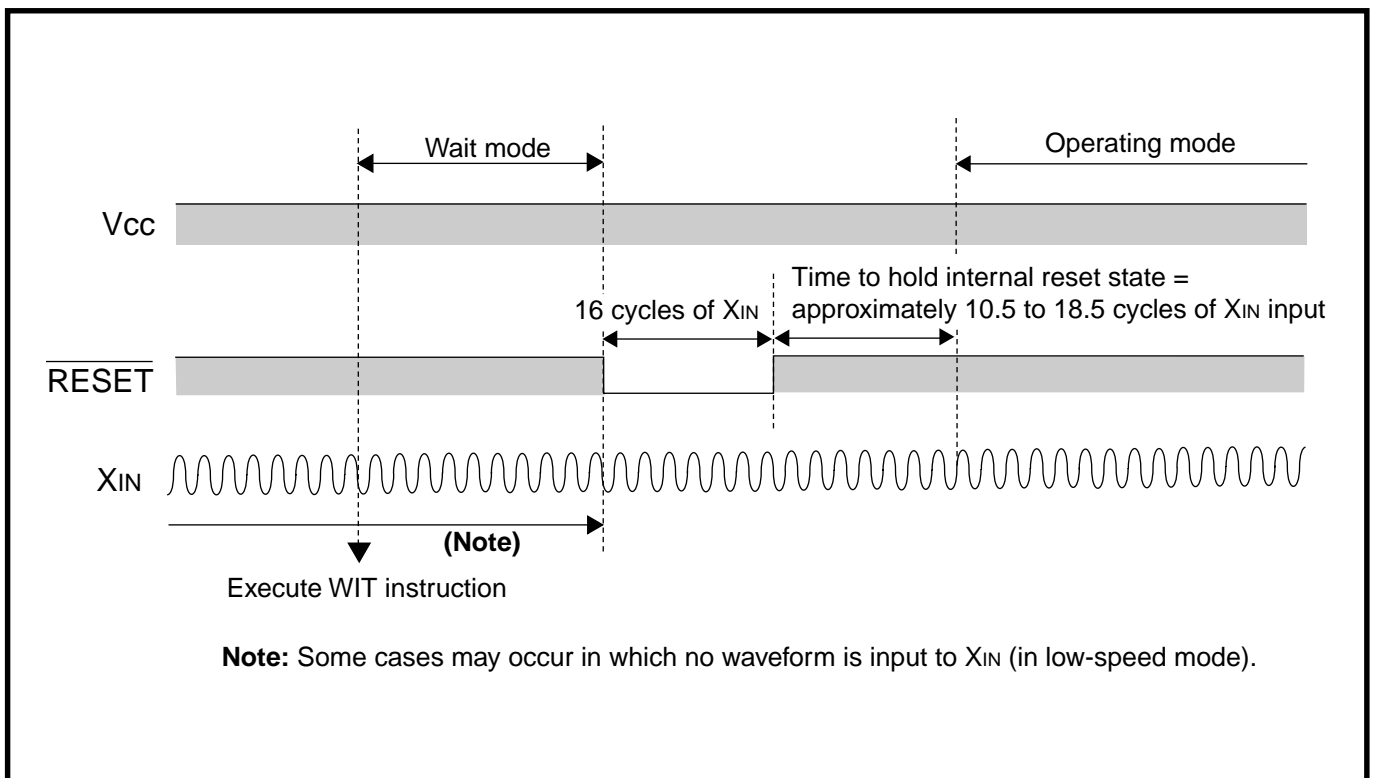 Wait mode
Operating mode
Vcc
Time to hold internal reset state =
16 cycles of XIN
approximately 10.5 to 18.5 cycles of XIN input
RESET
XIN
(Note)
Execute WIT instruction
Note: Some cases may occur in which no waveform is input to XIN (in low-speed mode).